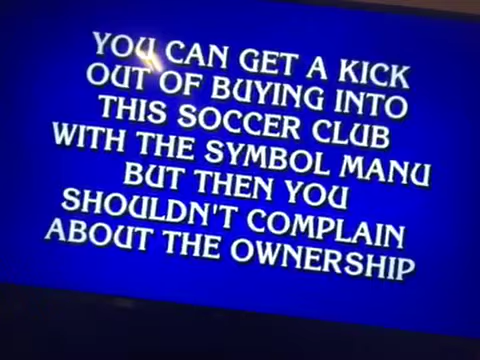 YOU CAN GET A KICK
OUT OF BUYING INTO
THIS SOCCER CLUB
WITH THE SYMBOL MANU
BUT THEN YOU
SHOULDN'T COMPLAIN
ABOUT THE OWNERSHIP